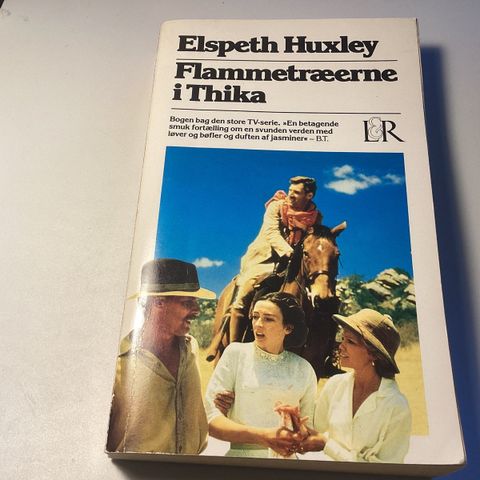 Elspeth Huxley
Flammetræerne
i Thika
Bogen bag den store TV-serie. »En betagende
smuk fortælling om en svunden verden med
løver og bøfler og duften af jasminer« – B.T.
L&R